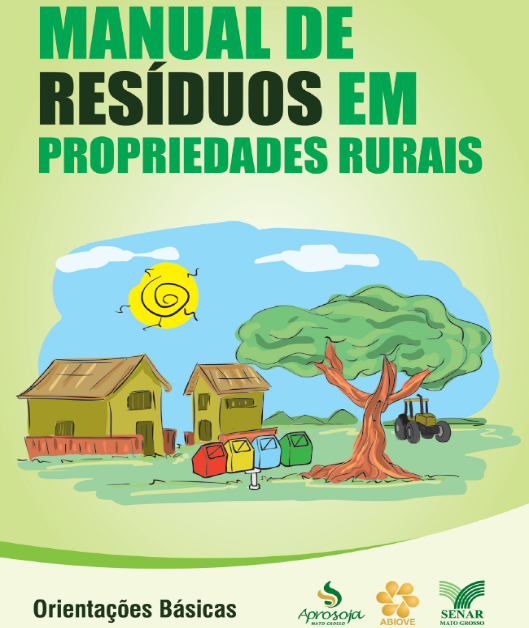 MANUAL DE
RESÍDUOS EM
PROPRIEDADES RURAIS
Orientações Básicas
Aprosoja
MATO GROSSO
ABIOVE
SENAR
MATO GROSSO